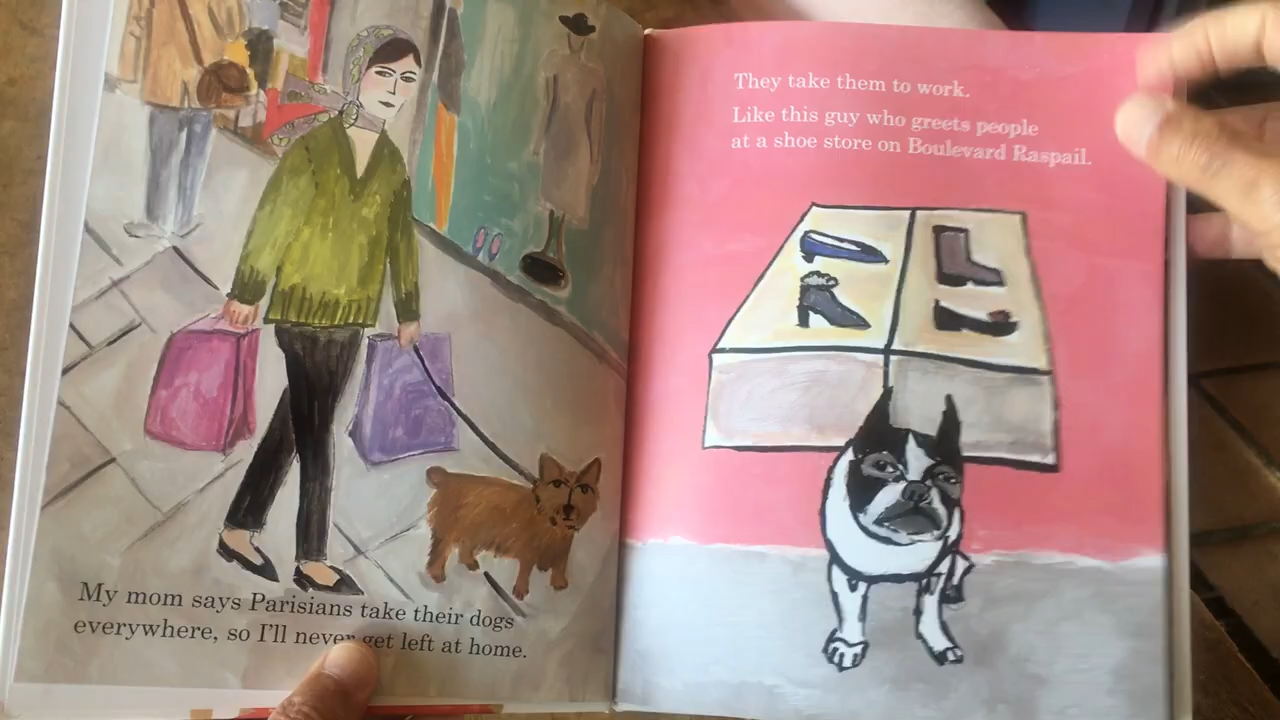 My mom says Parisians take their dogs
everywhere, so I'll never get left at home.
They take them to work.
Like this guy who greets people
at a shoe store on Boulevard Raspail.